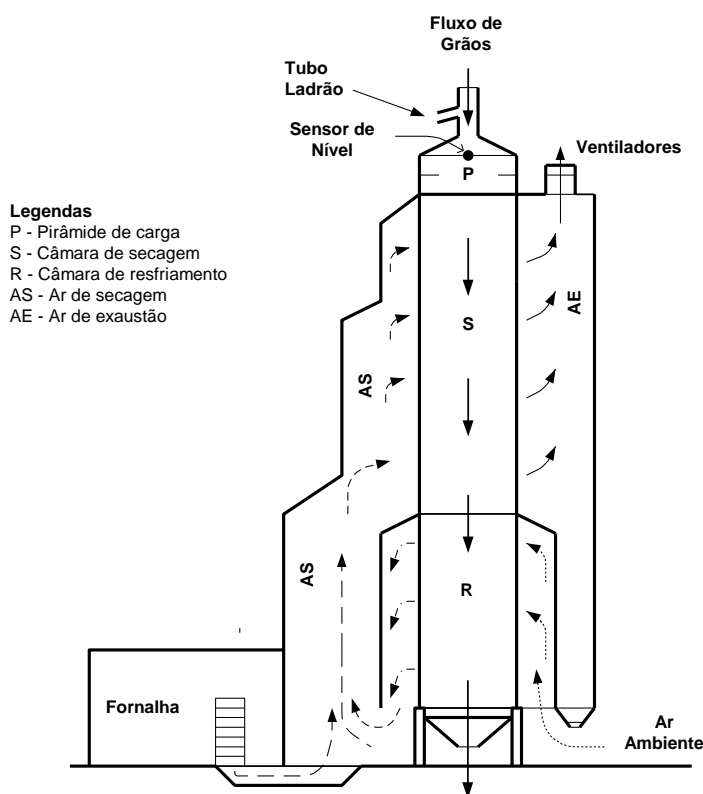 Fluxo de
Grãos
Tubo
Ladrão
Sensor de
Nível
Ventiladores
P
Legendas
P - Pirâmide de carga
S - Câmara de secagem
R - Câmara de resfriamento
AS - Ar de secagem
AE - Ar de exaustão
AE
S
AS
AS
R
Fornalha
Ar
Ambiente